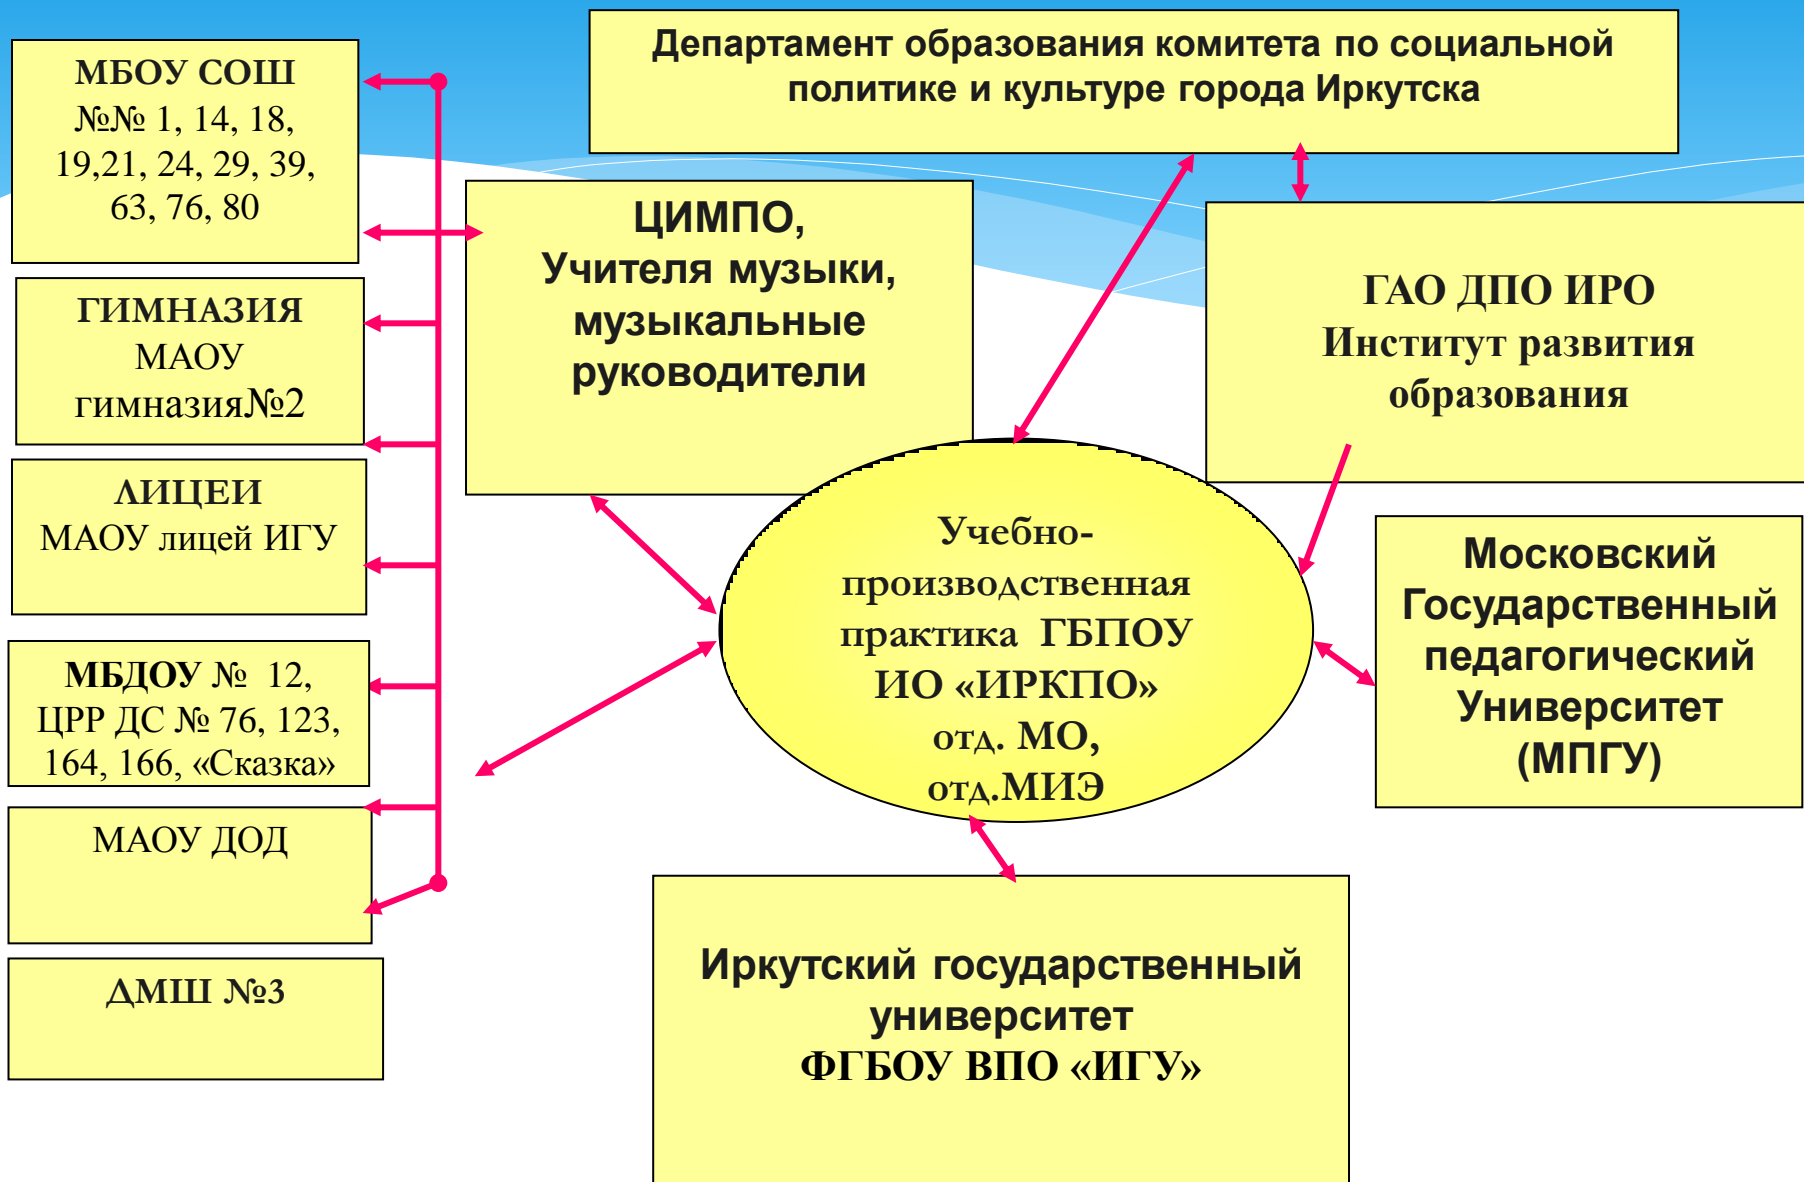 Департамент образования комитета по социальной
политике и культуре города Иркутска
МБОУ СОШ
№№ 1, 14, 18,
19,21, 24, 29, 39,
63, 76, 80
ГИМНАЗИЯ
МАОУ
гимназия№2
ЛИЦЕИ
МАОУ лицей ИГУ
МБДОУ № 12,
ЦРР ДС № 76, 123,
164, 166, «Сказка»
МАОУ ДОД
ДМШ №3
ЦИМПО,
Учителя музыки,
музыкальные
руководители
ГАО ДПО ИРО
Институт развития
образования
Учебно-
производственная
практика ГБПОУ
ИО «ИРКПО»
отд. МО,
отд.МИЭ
Московский
Государственный
педагогический
Университет
(МПГУ)
Иркутский государственный
университет
ФГБОУ ВПО «ИГУ»